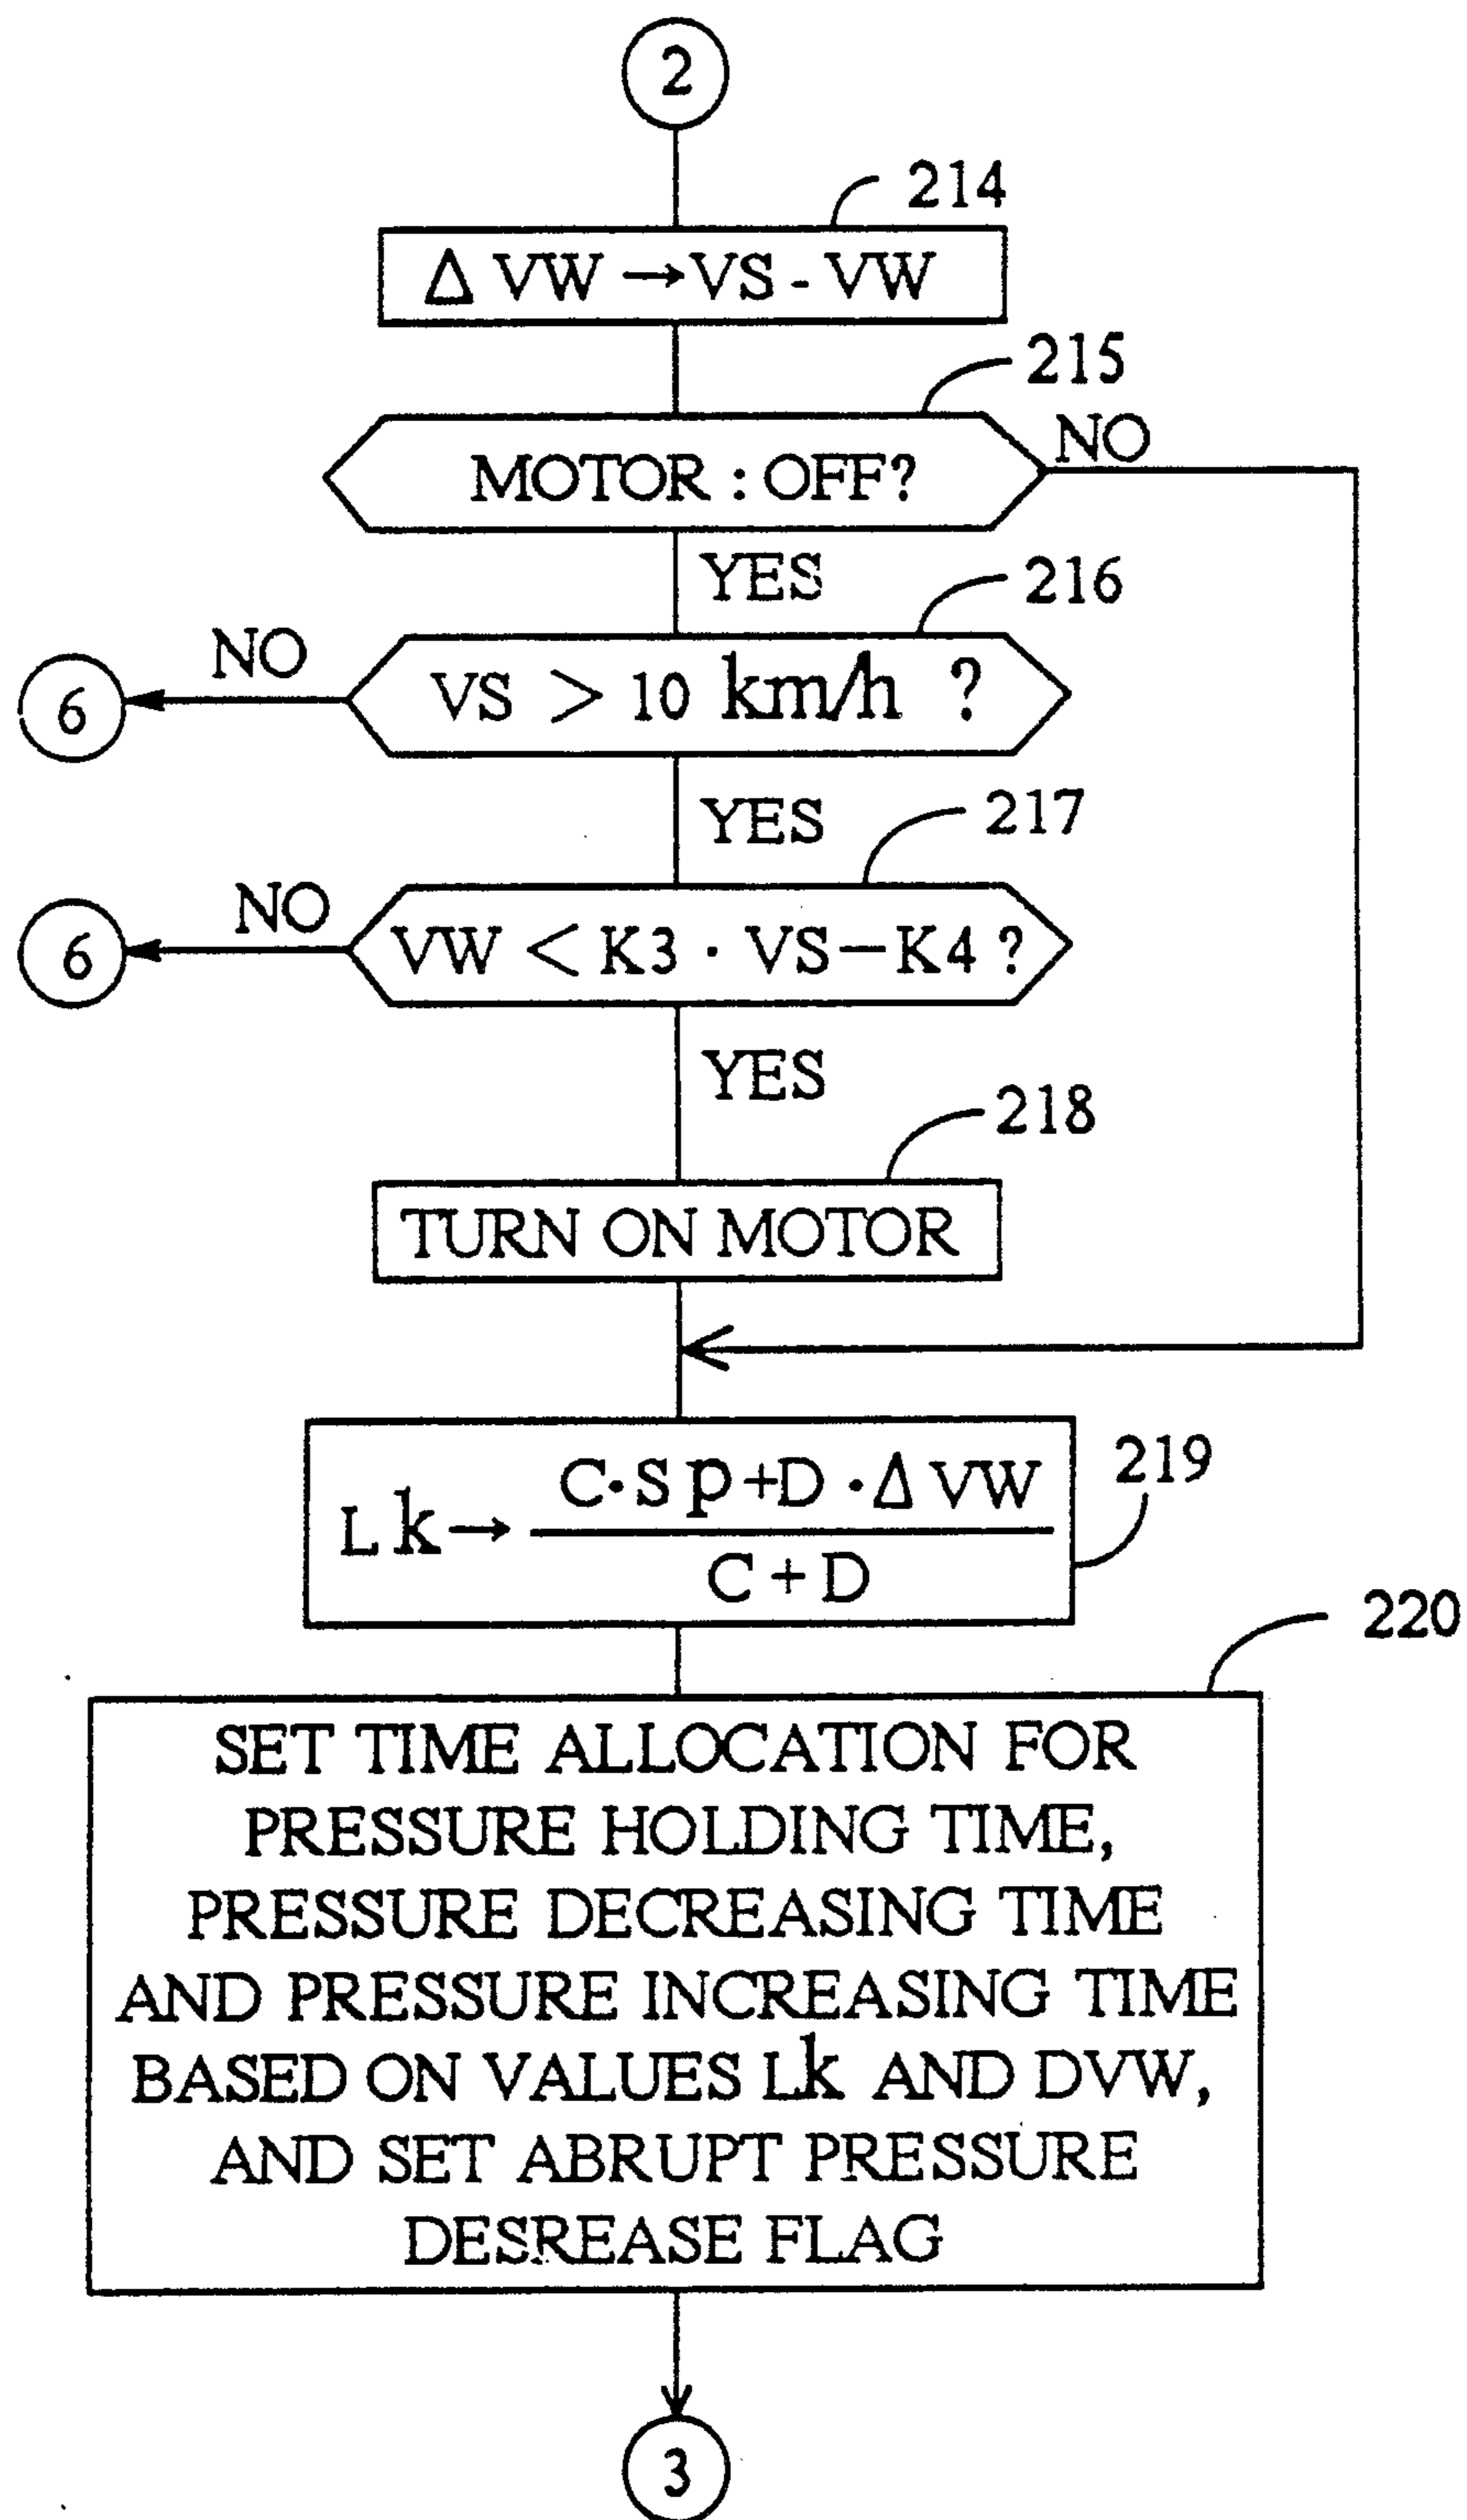 2
214
Δ VW → VS - VW
215
MOTOR : OFF?
NO
YES
216
NO
6
VS > 10 km/h ?
YES
217
NO
6
VW < K3 · VS - K4 ?
YES
218
TURN ON MOTOR
219
Lk → C·Sp+D·Δ VW
C+D
220
SET TIME ALLOCATION FOR
PRESSURE HOLDING TIME,
PRESSURE DECREASING TIME
AND PRESSURE INCREASING TIME
BASED ON VALUES Lk AND DVW,
AND SET ABRUPT PRESSURE
DESREASE FLAG
3